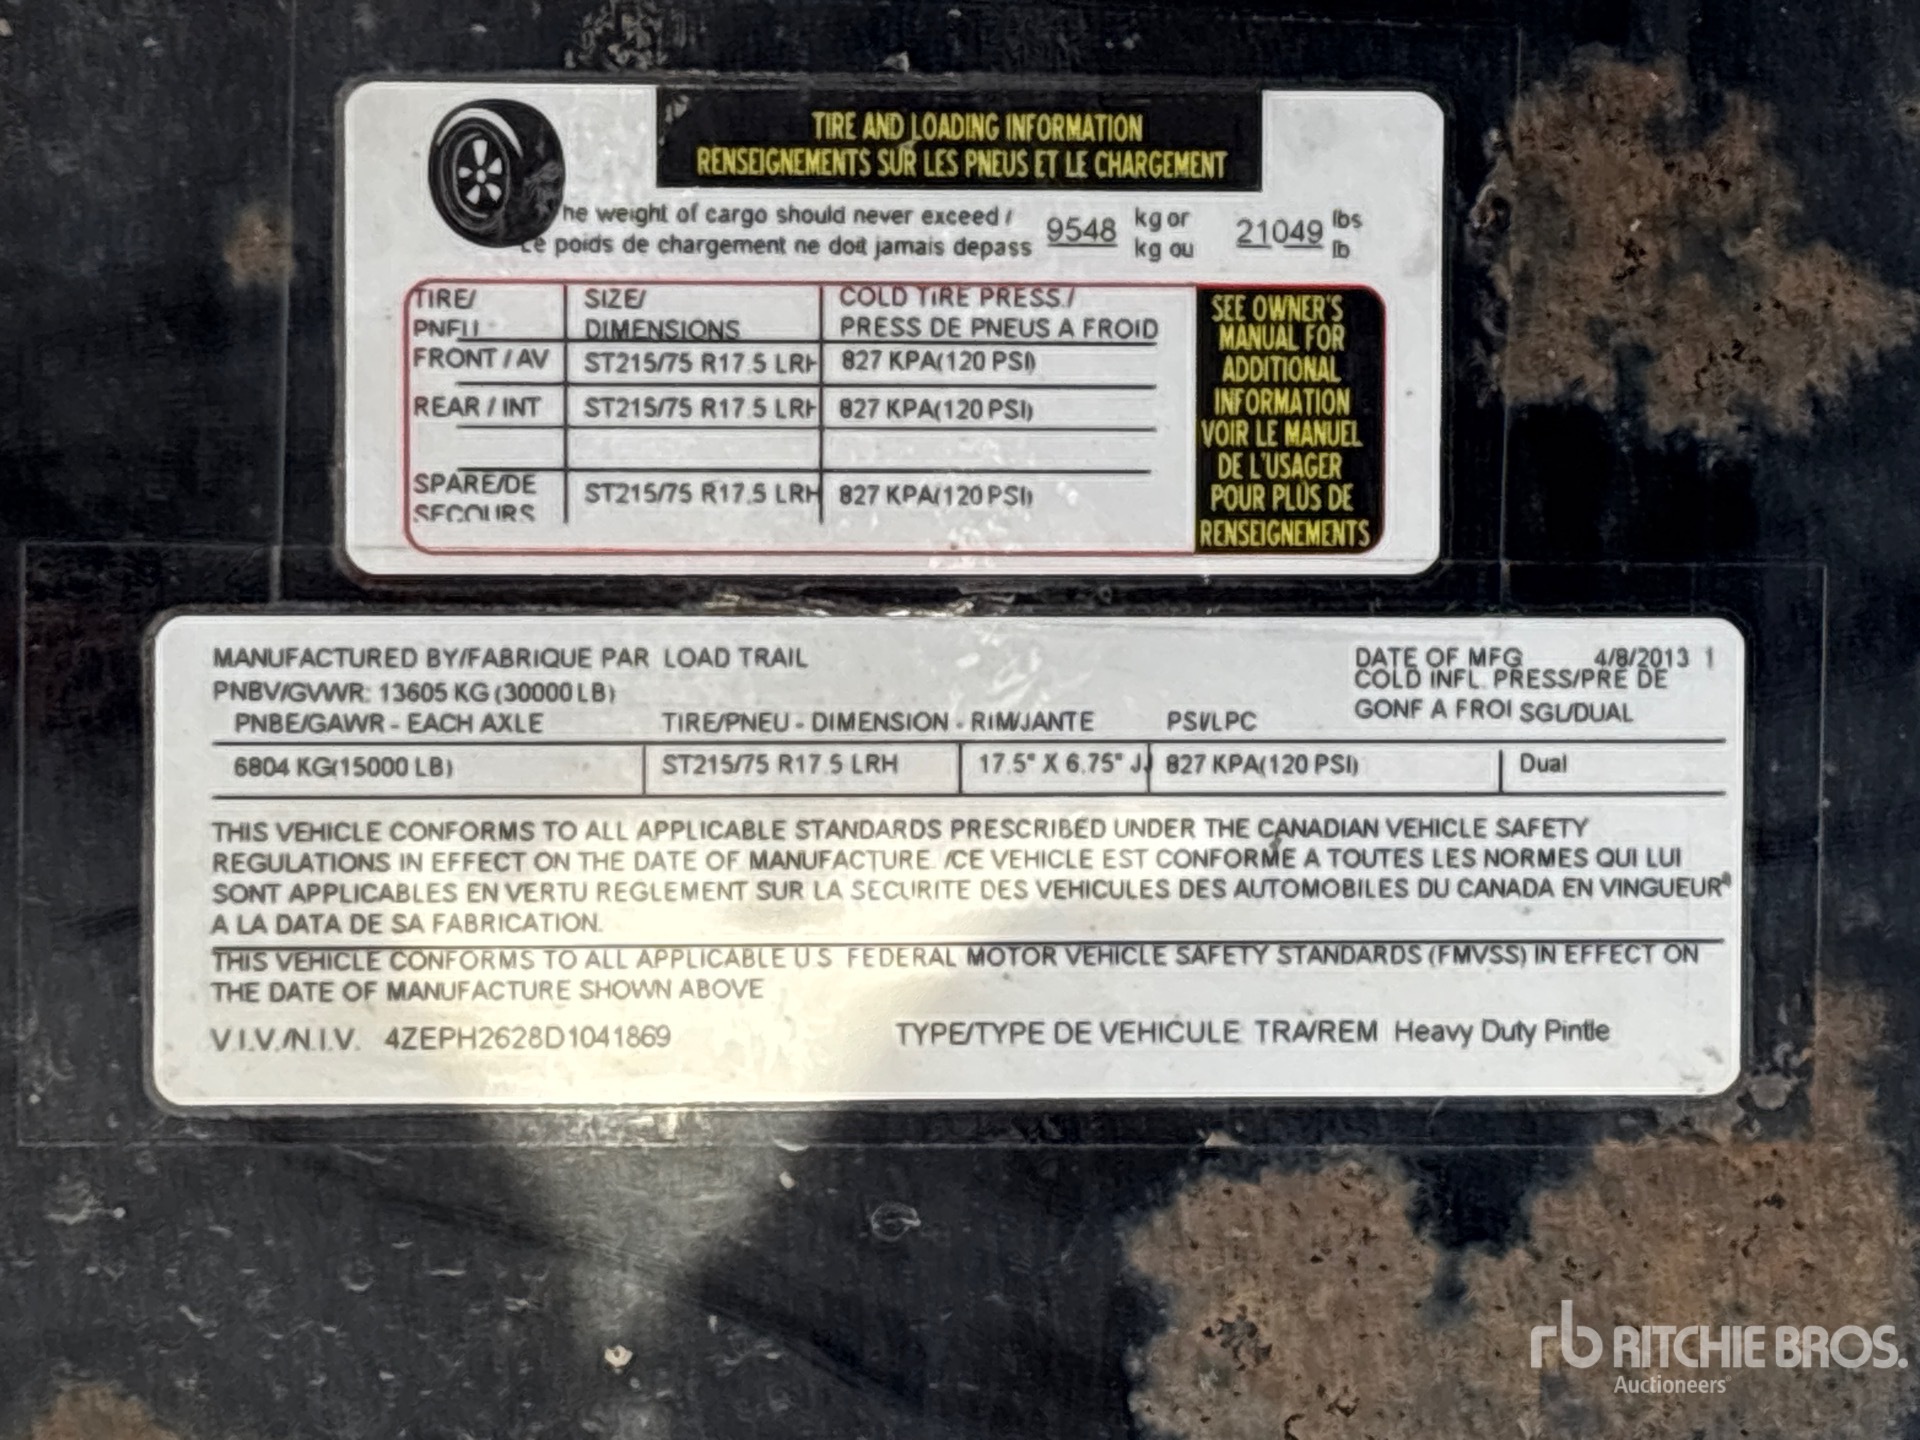 TIRE AND LOADING INFORMATION
RENSEIGNEMENTS SUR LES PNEUS ET LE CHARGEMENT
he weight of cargo should never exceed / 9548 kg or 21049 lbs
Le poids de chargement ne doit jamais depass kg ou lb
TIRE/ SIZE/ COLD TIRE PRESS./
PNEU DIMENSIONS PRESS DE PNEUS A FROID
FRONT / AV ST215/75 R17.5 LRH 827 KPA(120 PSI)
REAR / INT ST215/75 R17.5 LRH 827 KPA(120 PSI)
SPARE/DE ST215/75 R17.5 LRH 827 KPA(120 PSI)
SECOURS
SEE OWNER'S
MANUAL FOR
ADDITIONAL
INFORMATION
VOIR LE MANUEL
DE L'USAGER
POUR PLUS DE
RENSEIGNEMENTS
MANUFACTURED BY/FABRIQUE PAR LOAD TRAIL DATE OF MFG 4/8/2013 1
PNBV/GVWR: 13605 KG (30000 LB) COLD INFL. PRESS/PRE DE
PNBE/GAWR - EACH AXLE TIRE/PNEU - DIMENSION - RIM/JANTE PSI/LPC GONF A FROI SGL/DUAL
6804 KG(15000 LB) ST215/75 R17.5 LRH 17.5" X 6.75" JJ 827 KPA(120 PSI) Dual
THIS VEHICLE CONFORMS TO ALL APPLICABLE STANDARDS PRESCRIBED UNDER THE CANADIAN VEHICLE SAFETY
REGULATIONS IN EFFECT ON THE DATE OF MANUFACTURE. /CE VEHICLE EST CONFORME A TOUTES LES NORMES QUI LUI
SONT APPLICABLES EN VERTU REGLEMENT SUR LA SECURITE DES VEHICULES DES AUTOMOBILES DU CANADA EN VINGUEUR
A LA DATA DE SA FABRICATION.
THIS VEHICLE CONFORMS TO ALL APPLICABLE U.S. FEDERAL MOTOR VEHICLE SAFETY STANDARDS (FMVSS) IN EFFECT ON
THE DATE OF MANUFACTURE SHOWN ABOVE
V.I.V./N.I.V. 4ZEPH2628D1041869 TYPE/TYPE DE VEHICULE TRA/REM Heavy Duty Pintle
rb RITCHIE BROS.
Auctioneers